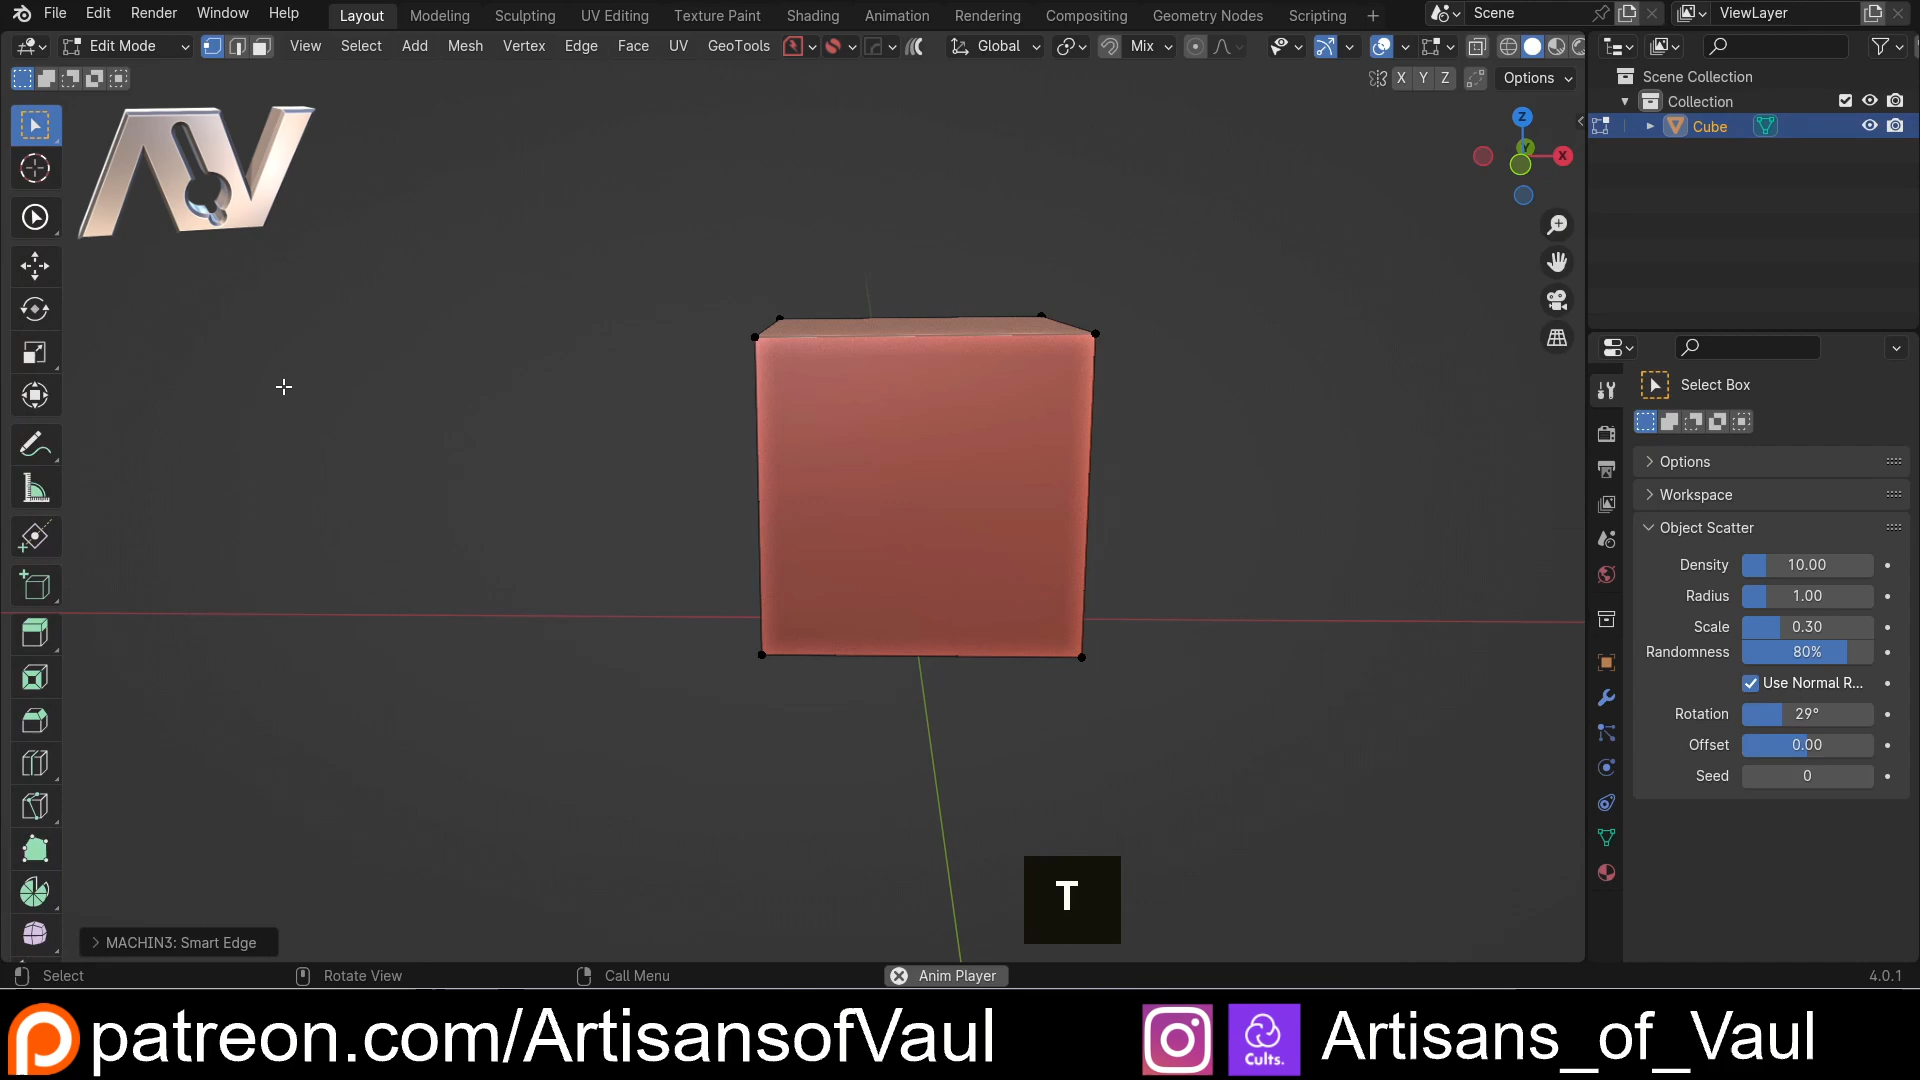 File Edit Render Window Help Layout Modeling Sculpting UV Editing Texture Paint Shading Animation Rendering Compositing Geometry Nodes Scripting + Scene ViewLayer
Edit Mode View Select Add Mesh Vertex Edge Face UV GeoTools Global Mix
X Y Z Options
Scene Collection
Collection
Cube
Z
Y
X
Select Box
Options
Workspace
Object Scatter
Density 10.00
Radius 1.00
Scale 0.30
Randomness 80%
Use Normal R...
Rotation 29°
Offset 0.00
Seed 0
T
MACHIN3: Smart Edge
Select Rotate View Call Menu Anim Player 4.0.1
patreon.com/ArtisansofVaul
Cults.
Artisans_of_Vaul